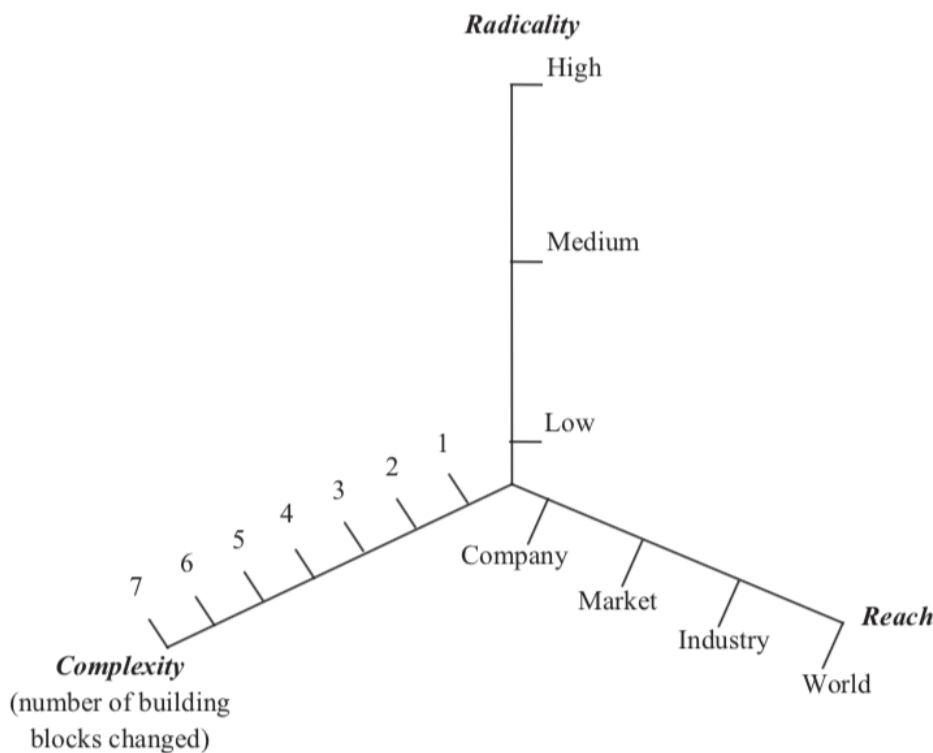 Radicality
High
Medium
Low
1
2
3
4
5
6
7
Company
Market
Industry
World
Reach
Complexity
(number of building
blocks changed)